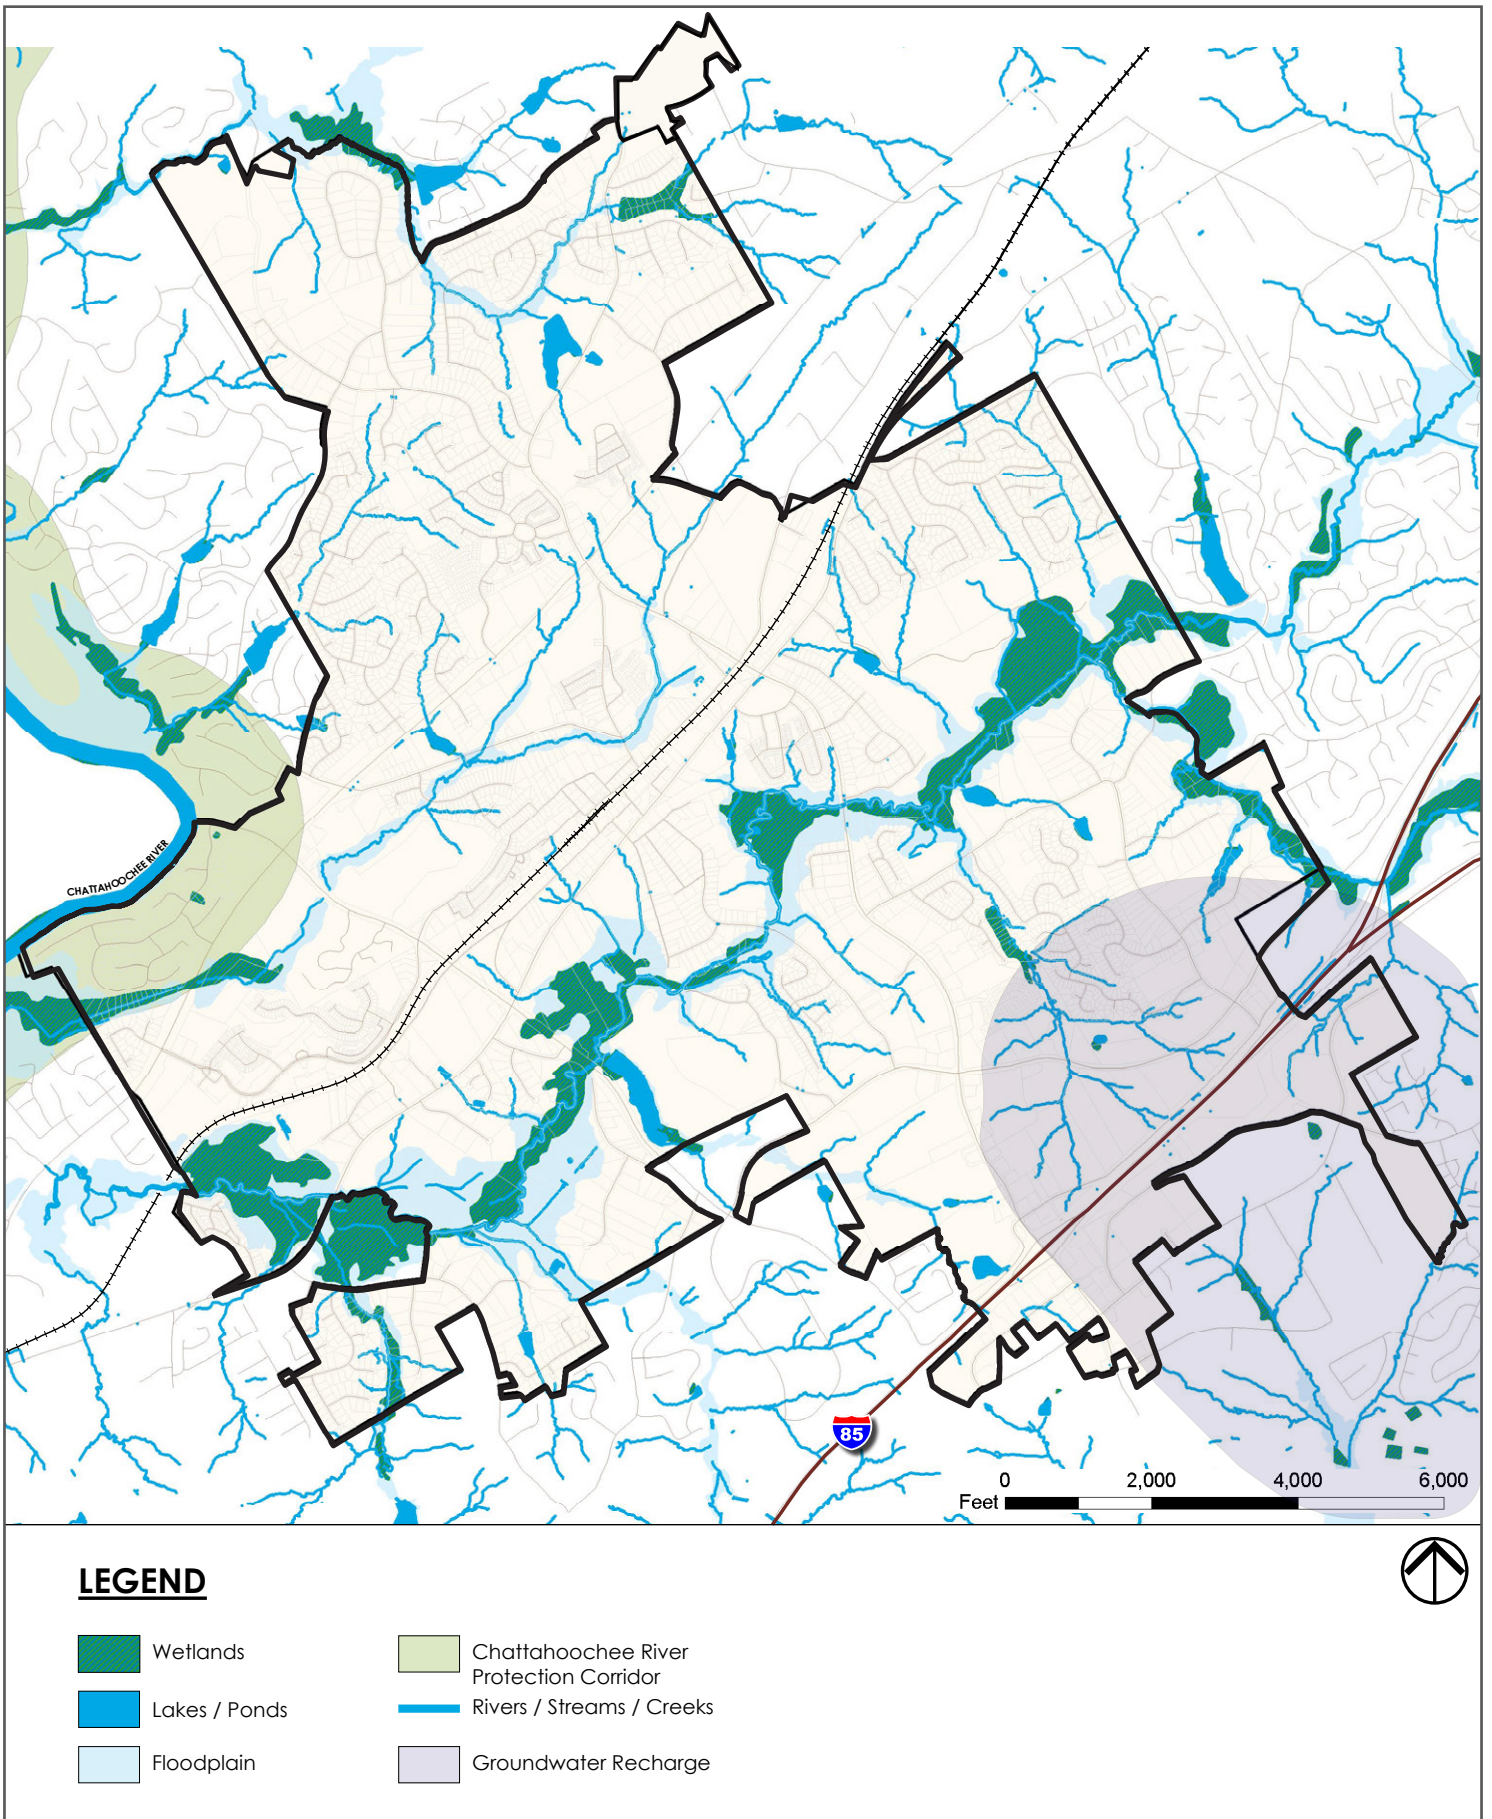 CHATTAHOOCHEE RIVER
85
0 2,000 4,000 6,000
Feet
LEGEND
Wetlands
Lakes / Ponds
Floodplain
Chattahoochee River
Protection Corridor
Rivers / Streams / Creeks
Groundwater Recharge